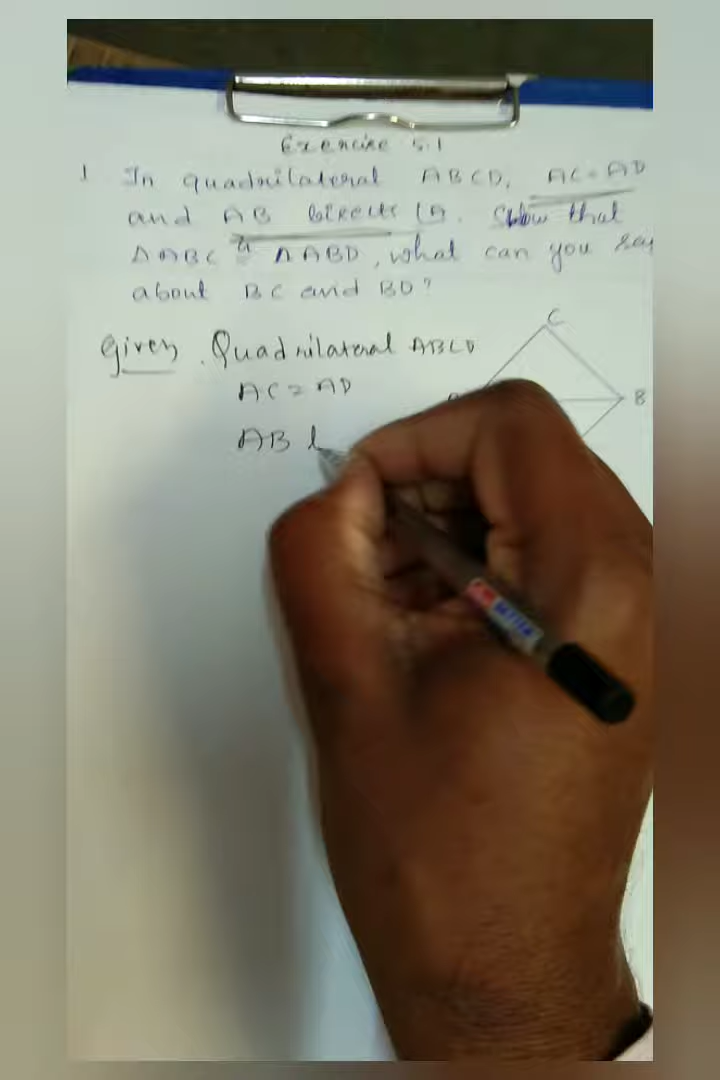 Exercise 5.1
1 In quadrilateral ABCD, AC = AD
and AB bisects ∠A. Show that
ΔABC ≅ ΔABD, what can you say
about BC and BD?
Given . Quadrilateral ABCD
AC = AD
AB
C
B